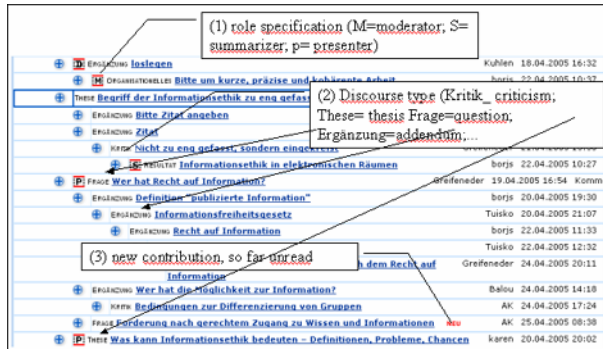 (1) role specification (M=moderator; S=
summarizer; p= presenter)
D ERGÄNZUNG loslegen Kuhlen 18.04.2005 16:32
M ORGANISATORISCHES Bitte um kurze, präzise und kohärente Arbeit borjs 22.04.2005 10:37
THESE Begriff der Informationsethik zu eng gefasst
(2) Discourse type (Kritik_ criticism;
These= thesis Frage=question;
Ergänzung=addendum;...
ERGÄNZUNG Bitte Zitat angeben
ERGÄNZUNG Zitat
KRITIK Nicht zu eng gefasst, sondern eingekreist
S RESULTAT Informationsethik in elektronischen Räumen borjs 22.04.2005 10:27
P FRAGE Wer hat Recht auf Information? Greifeneder 19.04.2005 16:54 Komm
ERGÄNZUNG Definition "publizierte Information" borjs 20.04.2005 19:30
ERGÄNZUNG Informationsfreiheitsgesetz Tuisko 20.04.2005 21:07
ERGÄNZUNG Recht auf Information borjs 22.04.2005 11:33
Tuisko 22.04.2005 12:32
(3) new contribution, so far unread
h dem Recht auf Greifeneder 24.04.2005 20:11
Information
ERGÄNZUNG Wer hat die Möglichkeit zur Information? Balou 24.04.2005 14:18
KRITIK Bedingungen zur Differenzierung von Gruppen AK 24.04.2005 17:24
FRAGE Forderung nach gerechtem Zugang zu Wissen und Informationen NEU AK 25.04.2005 08:38
P THESE Was kann Informationsethik bedeuten – Definitionen, Probleme, Chancen karen 20.04.2005 20:02